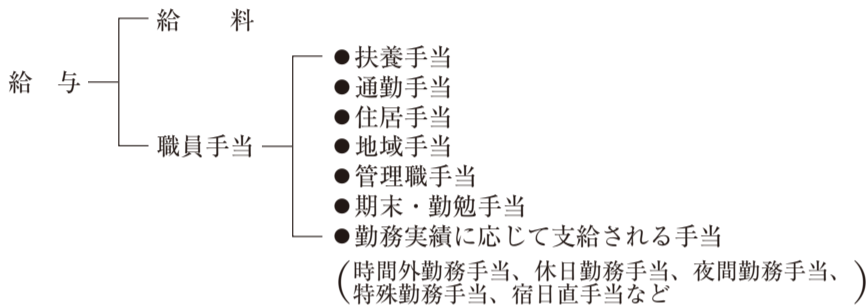 給　料
給　与
職員手当
●扶養手当
●通勤手当
●住居手当
●地域手当
●管理職手当
●期末・勤勉手当
●勤務実績に応じて支給される手当
(時間外勤務手当、休日勤務手当、夜間勤務手当、
特殊勤務手当、宿日直手当など)